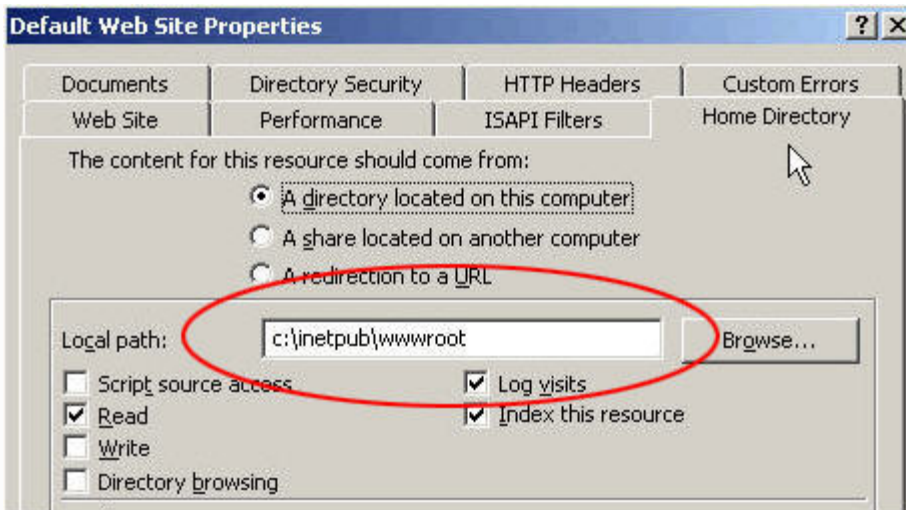 Default Web Site Properties
Documents Directory Security HTTP Headers Custom Errors
Web Site Performance ISAPI Filters Home Directory
The content for this resource should come from:
A directory located on this computer
A share located on another computer
A redirection to a URL
Local path: c:\inetpub\wwwroot Browse...
Script source access Log visits
Read Index this resource
Write
Directory browsing